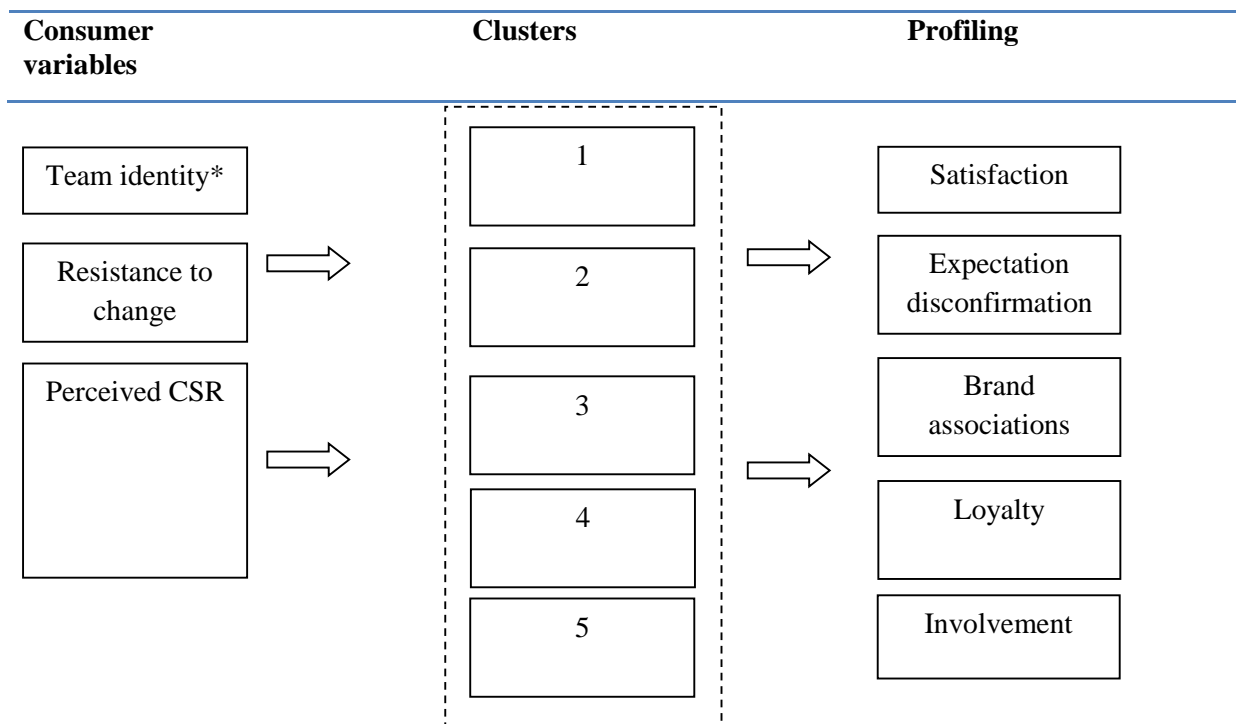 Consumer
variables
Clusters
Profiling
Team identity*
Resistance to
change
Perceived CSR
1
2
3
4
5
Satisfaction
Expectation
disconfirmation
Brand
associations
Loyalty
Involvement